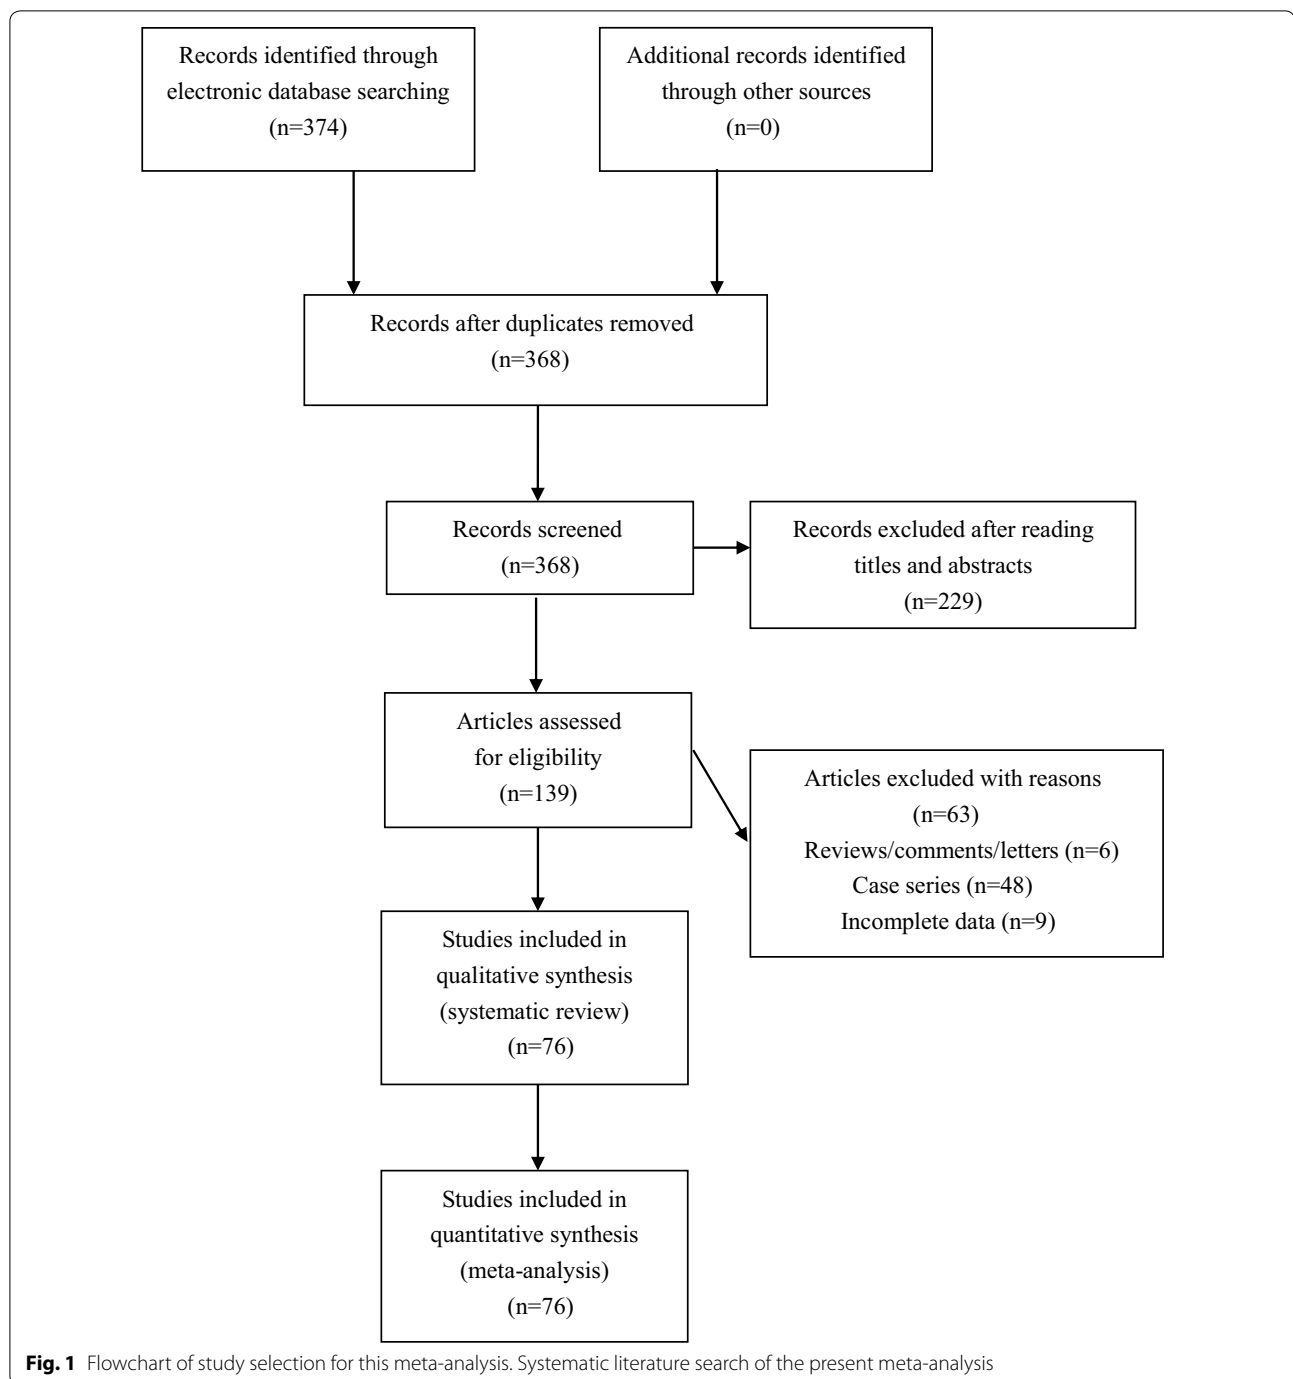 Records identified through
electronic database searching
(n=374)
Additional records identified
through other sources
(n=0)
Records after duplicates removed
(n=368)
Records screened
(n=368)
Records excluded after reading
titles and abstracts
(n=229)
Articles assessed
for eligibility
(n=139)
Articles excluded with reasons
(n=63)
Reviews/comments/letters (n=6)
Case series (n=48)
Incomplete data (n=9)
Studies included in
qualitative synthesis
(systematic review)
(n=76)
Studies included in
quantitative synthesis
(meta-analysis)
(n=76)
Fig. 1 Flowchart of study selection for this meta-analysis. Systematic literature search of the present meta-analysis